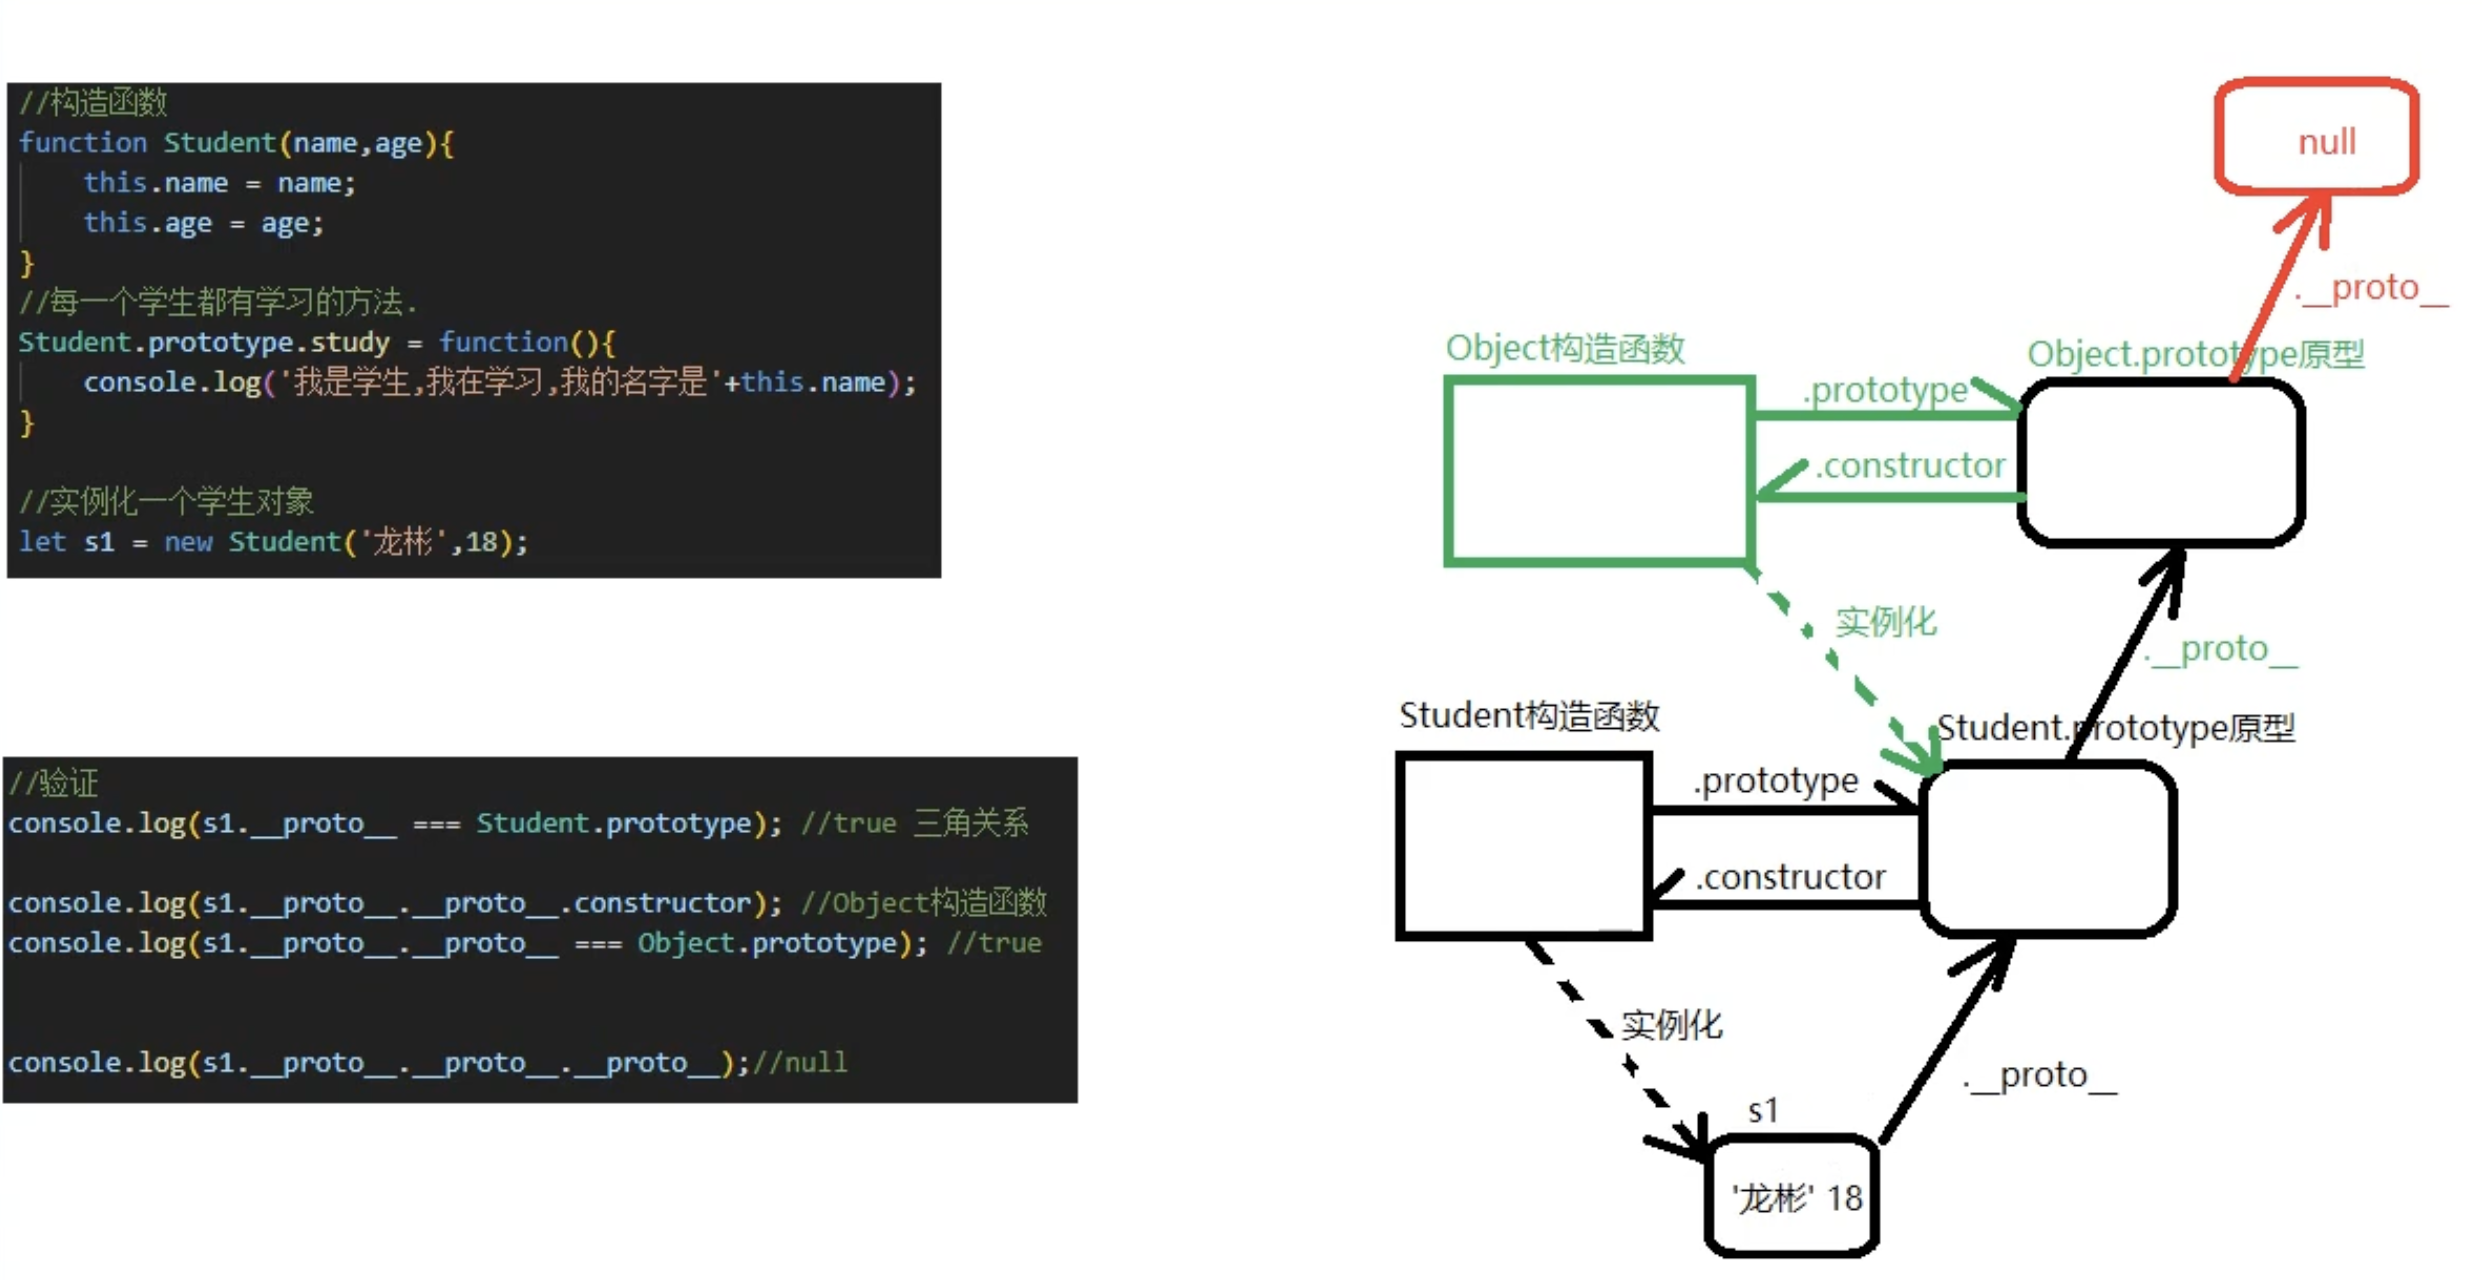 //构造函数
function Student(name,age){
    this.name = name;
    this.age = age;
}
//每一个学生都有学习的方法.
Student.prototype.study = function(){
    console.log('我是学生,我在学习,我的名字是'+this.name);
}
//实例化一个学生对象
let s1 = new Student('龙彬',18);
//验证
console.log(s1.__proto__ === Student.prototype); //true 三角关系
console.log(s1.__proto__.__proto__.constructor); //Object构造函数
console.log(s1.__proto__.__proto__ === Object.prototype); //true
console.log(s1.__proto__.__proto__.__proto__);//null
null
.__proto__
Object构造函数
Object.prototype原型
.prototype
.constructor
实例化
.__proto__
Student构造函数
Student.prototype原型
.prototype
.constructor
实例化
.__proto__
s1
'龙彬' 18